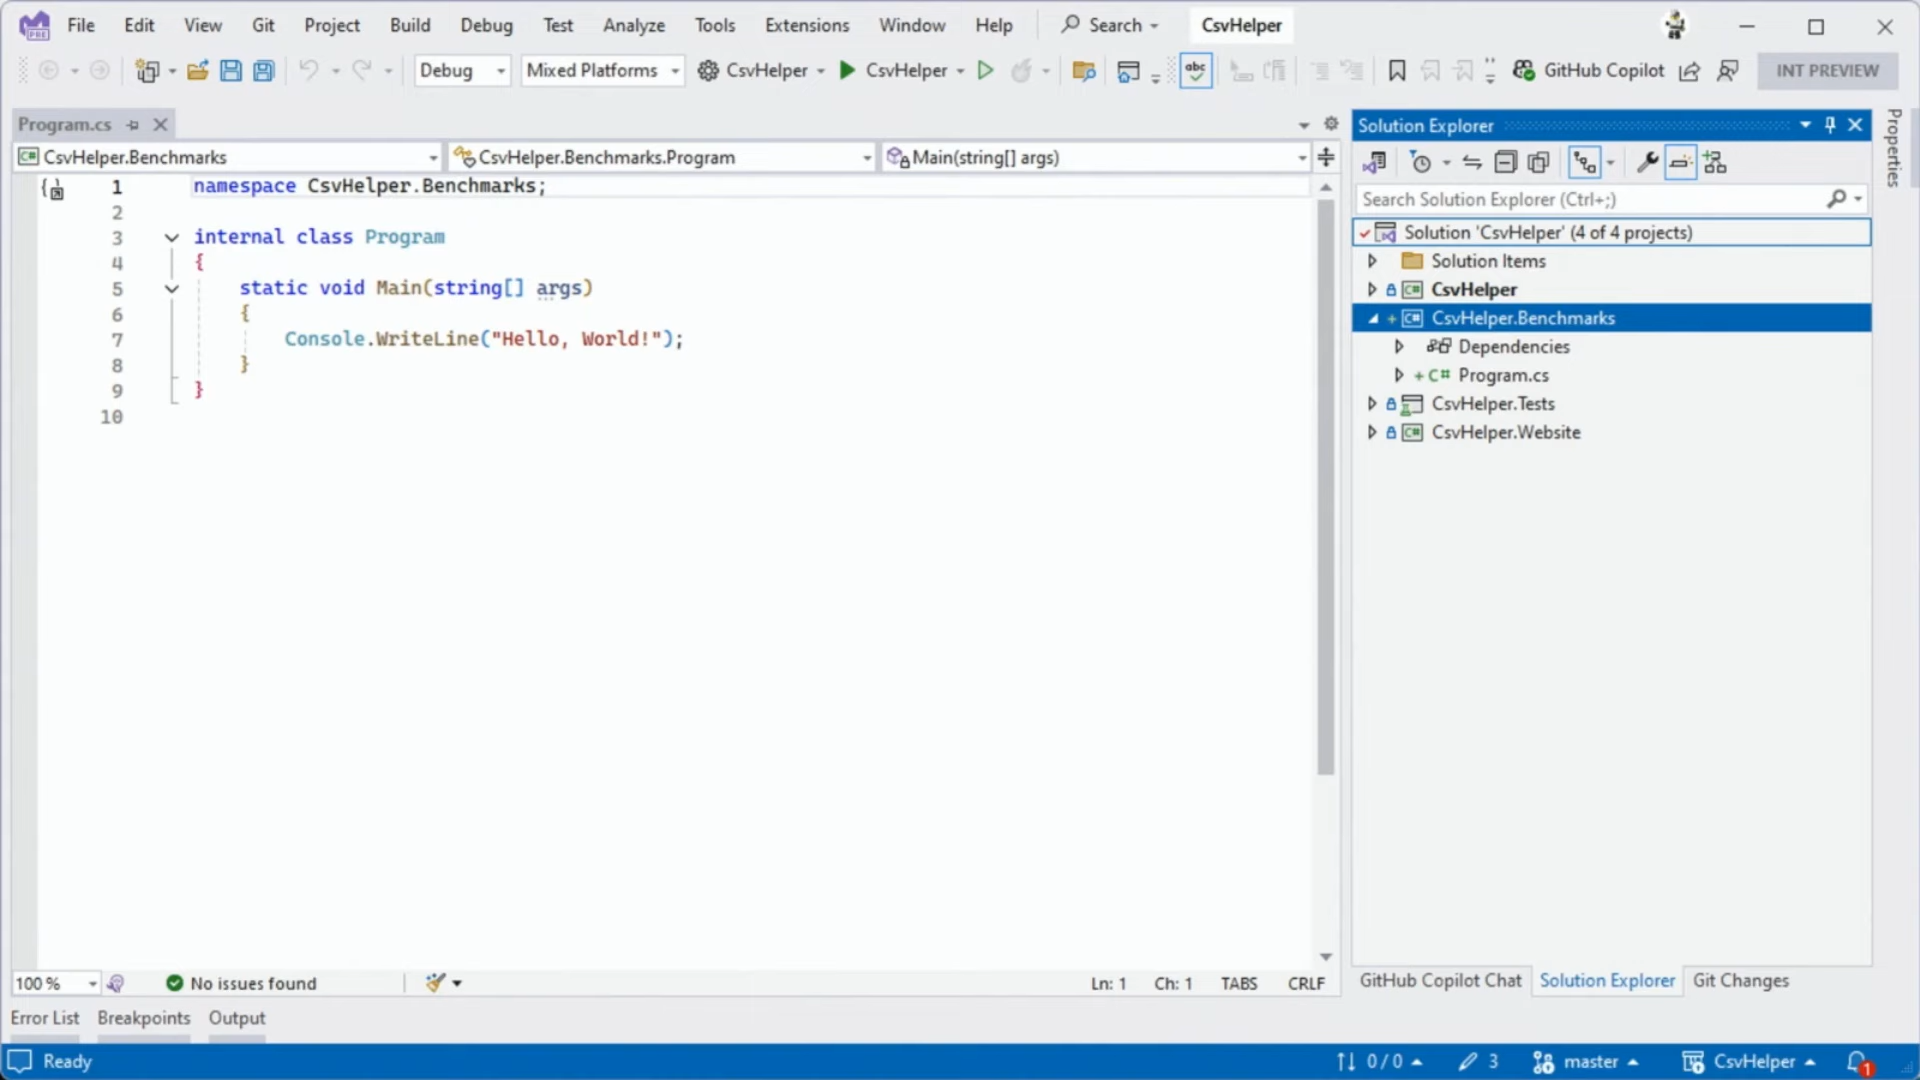 File Edit View Git Project Build Debug Test Analyze Tools Extensions Window Help Search CsvHelper
Debug Mixed Platforms CsvHelper CsvHelper abc GitHub Copilot INT PREVIEW
Program.cs
CsvHelper.Benchmarks CsvHelper.Benchmarks.Program Main(string[] args)
1 namespace CsvHelper.Benchmarks;
2
3 internal class Program
4 {
5 static void Main(string[] args)
6 {
7 Console.WriteLine("Hello, World!");
8 }
9 }
10
100 % No issues found Ln: 1 Ch: 1 TABS CRLF
Solution Explorer
Search Solution Explorer (Ctrl+;)
Solution 'CsvHelper' (4 of 4 projects)
Solution Items
C# CsvHelper
C# CsvHelper.Benchmarks
Dependencies
C# Program.cs
CsvHelper.Tests
C# CsvHelper.Website
GitHub Copilot Chat Solution Explorer Git Changes
Properties
Error List Breakpoints Output
Ready 0 / 0 3 master CsvHelper 1